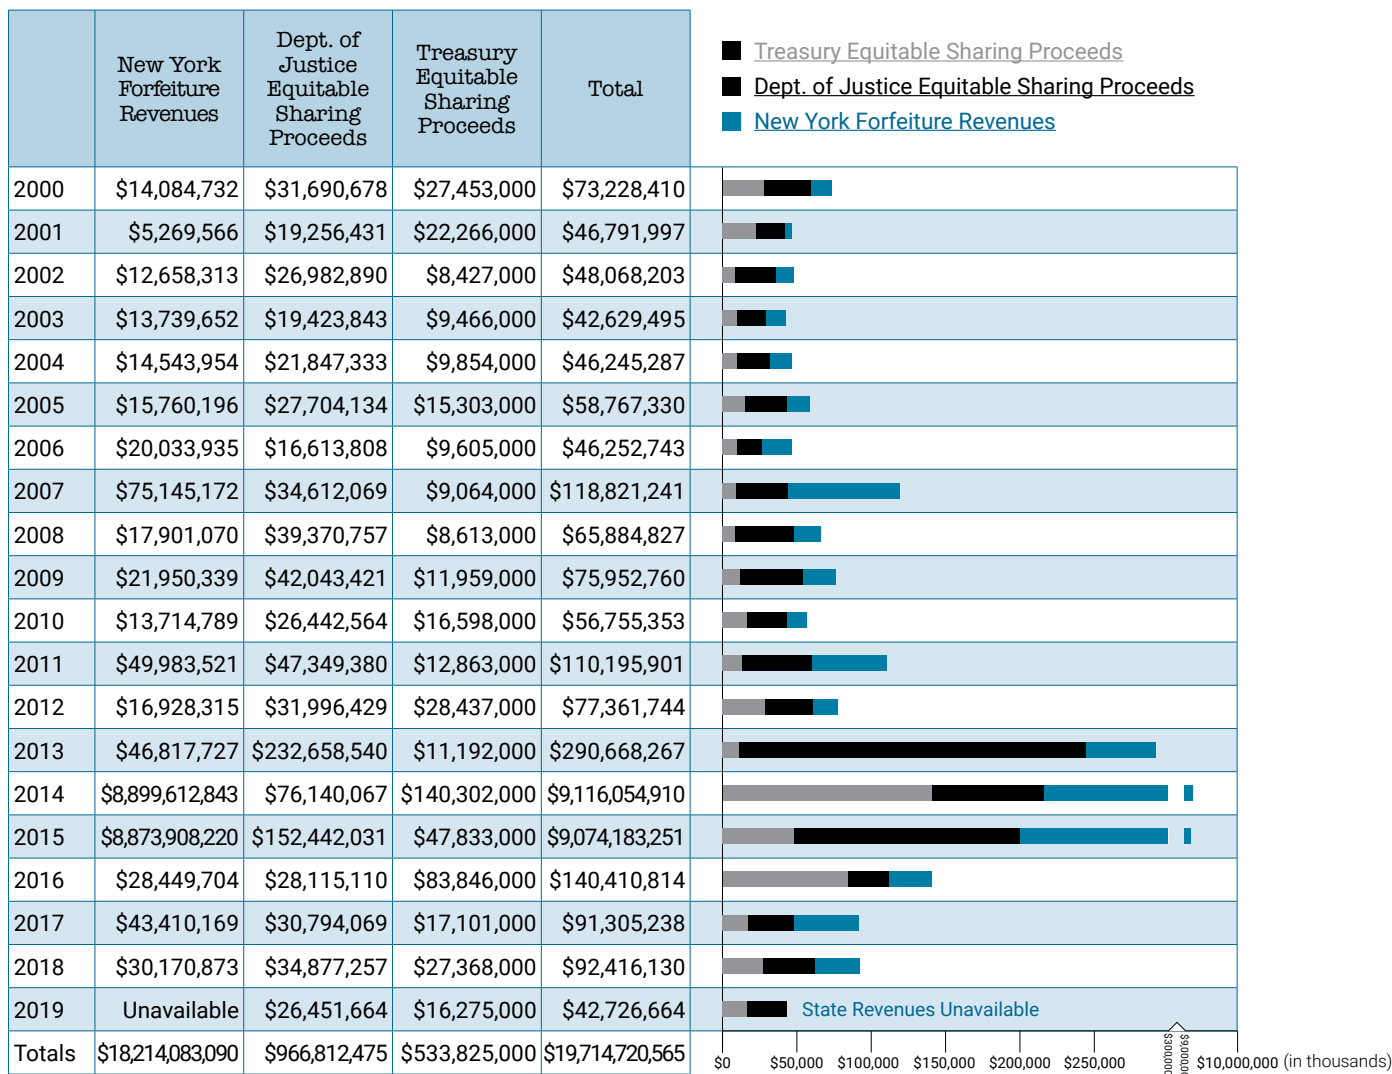 New York Forfeiture Revenues
Dept. of Justice Equitable Sharing Proceeds
Treasury Equitable Sharing Proceeds
Total
Treasury Equitable Sharing Proceeds
Dept. of Justice Equitable Sharing Proceeds
New York Forfeiture Revenues
2000 $14,084,732 $31,690,678 $27,453,000 $73,228,410
2001 $5,269,566 $19,256,431 $22,266,000 $46,791,997
2002 $12,658,313 $26,982,890 $8,427,000 $48,068,203
2003 $13,739,652 $19,423,843 $9,466,000 $42,629,495
2004 $14,543,954 $21,847,333 $9,854,000 $46,245,287
2005 $15,760,196 $27,704,134 $15,303,000 $58,767,330
2006 $20,033,935 $16,613,808 $9,605,000 $46,252,743
2007 $75,145,172 $34,612,069 $9,064,000 $118,821,241
2008 $17,901,070 $39,370,757 $8,613,000 $65,884,827
2009 $21,950,339 $42,043,421 $11,959,000 $75,952,760
2010 $13,714,789 $26,442,564 $16,598,000 $56,755,353
2011 $49,983,521 $47,349,380 $12,863,000 $110,195,901
2012 $16,928,315 $31,996,429 $28,437,000 $77,361,744
2013 $46,817,727 $232,658,540 $11,192,000 $290,668,267
2014 $8,899,612,843 $76,140,067 $140,302,000 $9,116,054,910
2015 $8,873,908,220 $152,442,031 $47,833,000 $9,074,183,251
2016 $28,449,704 $28,115,110 $83,846,000 $140,410,814
2017 $43,410,169 $30,794,069 $17,101,000 $91,305,238
2018 $30,170,873 $34,877,257 $27,368,000 $92,416,130
2019 Unavailable $26,451,664 $16,275,000 $42,726,664 State Revenues Unavailable
Totals $18,214,083,090 $966,812,475 $533,825,000 $19,714,720,565
$0 $50,000 $100,000 $150,000 $200,000 $250,000 $10,000,000 (in thousands)